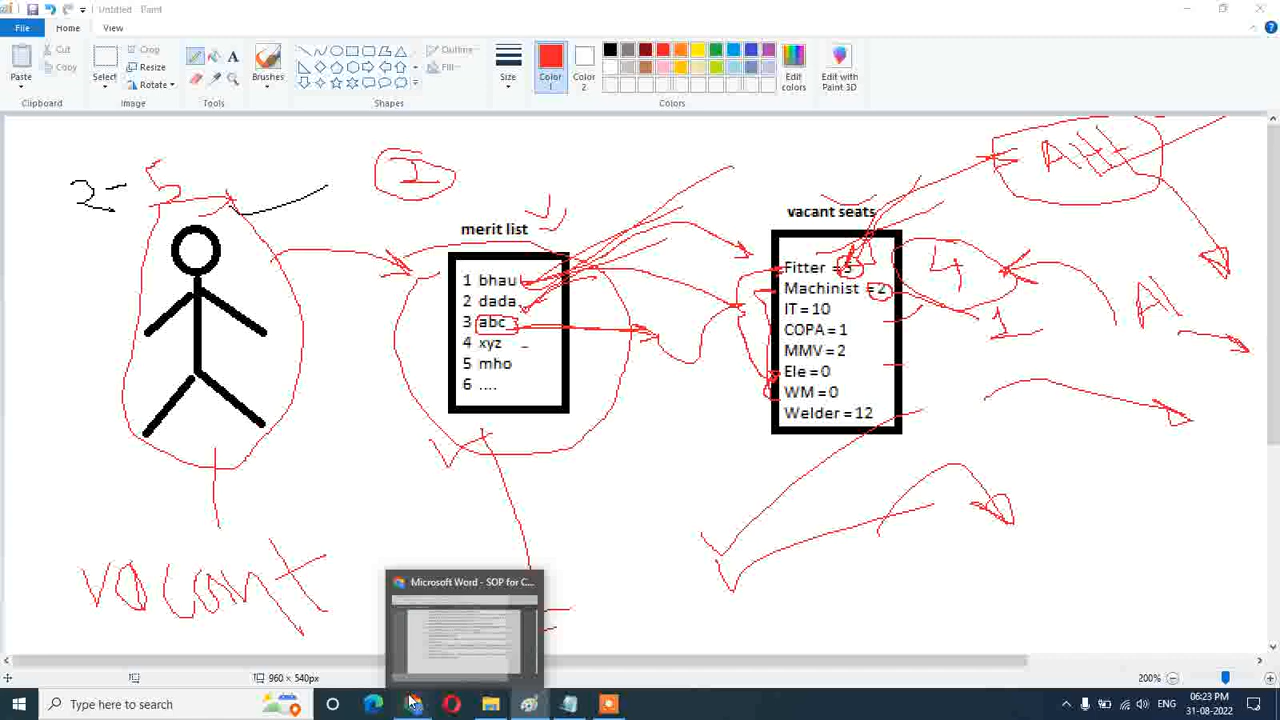 Untitled - Paint
File
Home
View
Paste
Cut
Copy
Clipboard
Select
Crop
Resize
Rotate
Image
A
Tools
Brushes
Shapes
Outline
Fill
Size
Color
1
Color
2
Colors
Edit
colors
Edit with
Paint 3D
merit list
1 bhau
2 dada
3 abc
4 xyz
5 mho
6 ....
vacant seats
Fitter =3
Machinist =2
IT = 10
COPA = 1
MMV = 2
Ele = 0
WM = 0
Welder = 12
4
1
Microsoft Word - SOP for C...
960 × 540px
200%
Type here to search
ENG
06:23 PM
31-08-2022